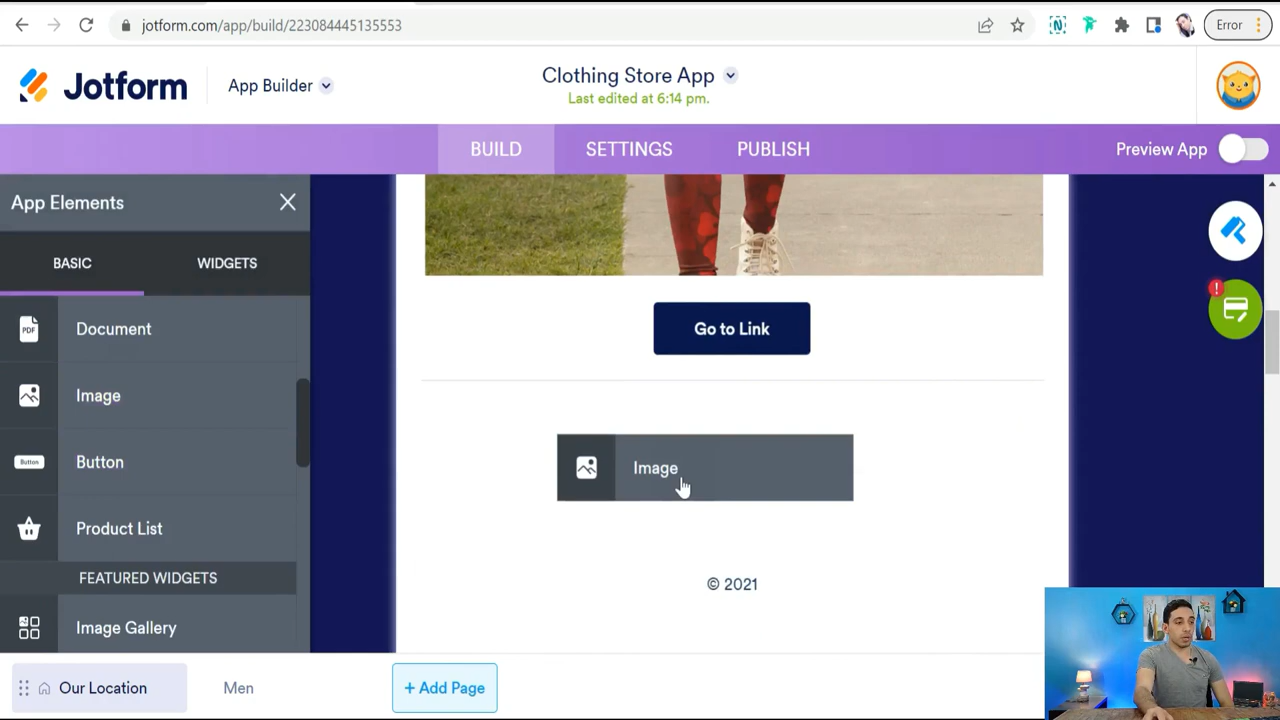 jotform.com/app/build/223084445135553
Error
Jotform
App Builder
Clothing Store App
Last edited at 6:14 pm.
BUILD
SETTINGS
PUBLISH
Preview App
App Elements
BASIC
WIDGETS
PDF
Document
Image
Button
Button
Product List
FEATURED WIDGETS
Image Gallery
Go to Link
Image
© 2021
!
Our Location
Men
+ Add Page